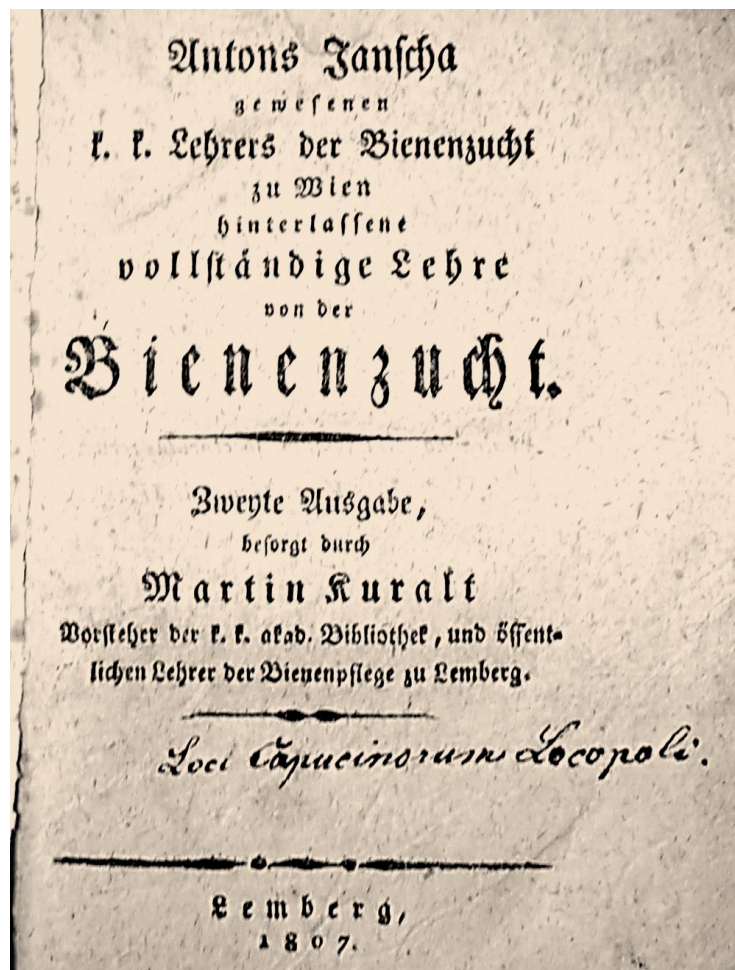 Antons Janſcha
geweſenen
k. k. Lehrers der Bienenzucht
zu Wien
hinterlaſſene
vollſtändige Lehre
von der
Bienenzucht.
Zweyte Ausgabe,
beſorgt durch
Martin Kuralt
Vorſteher der k. k. akad. Bibliothek, und öffent-
lichen Lehrer der Bienenpflege zu Lemberg.
Loci Capucinorum Locopoli.
Lemberg,
1807.